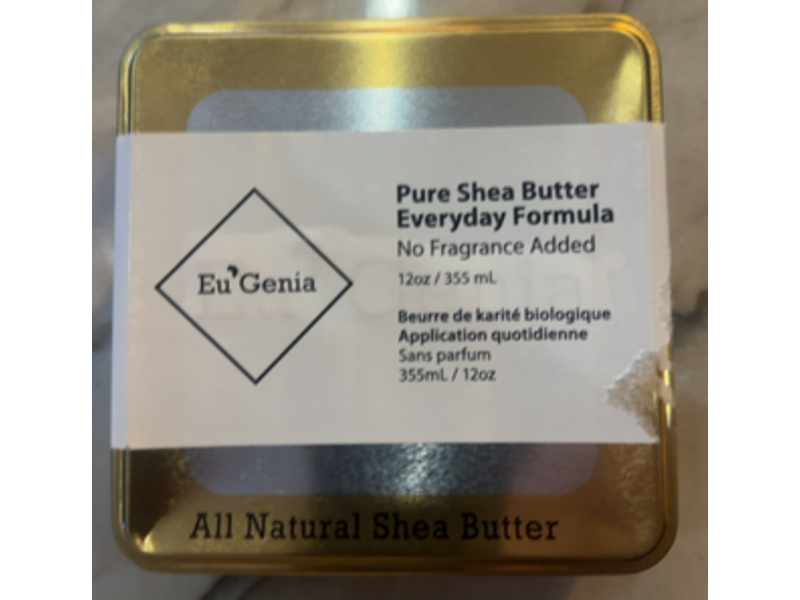 Eu'Genia
Pure Shea Butter
Everyday Formula
No Fragrance Added
12oz / 355 mL
Beurre de karité biologique
Application quotidienne
Sans parfum
355mL / 12oz
All Natural Shea Butter